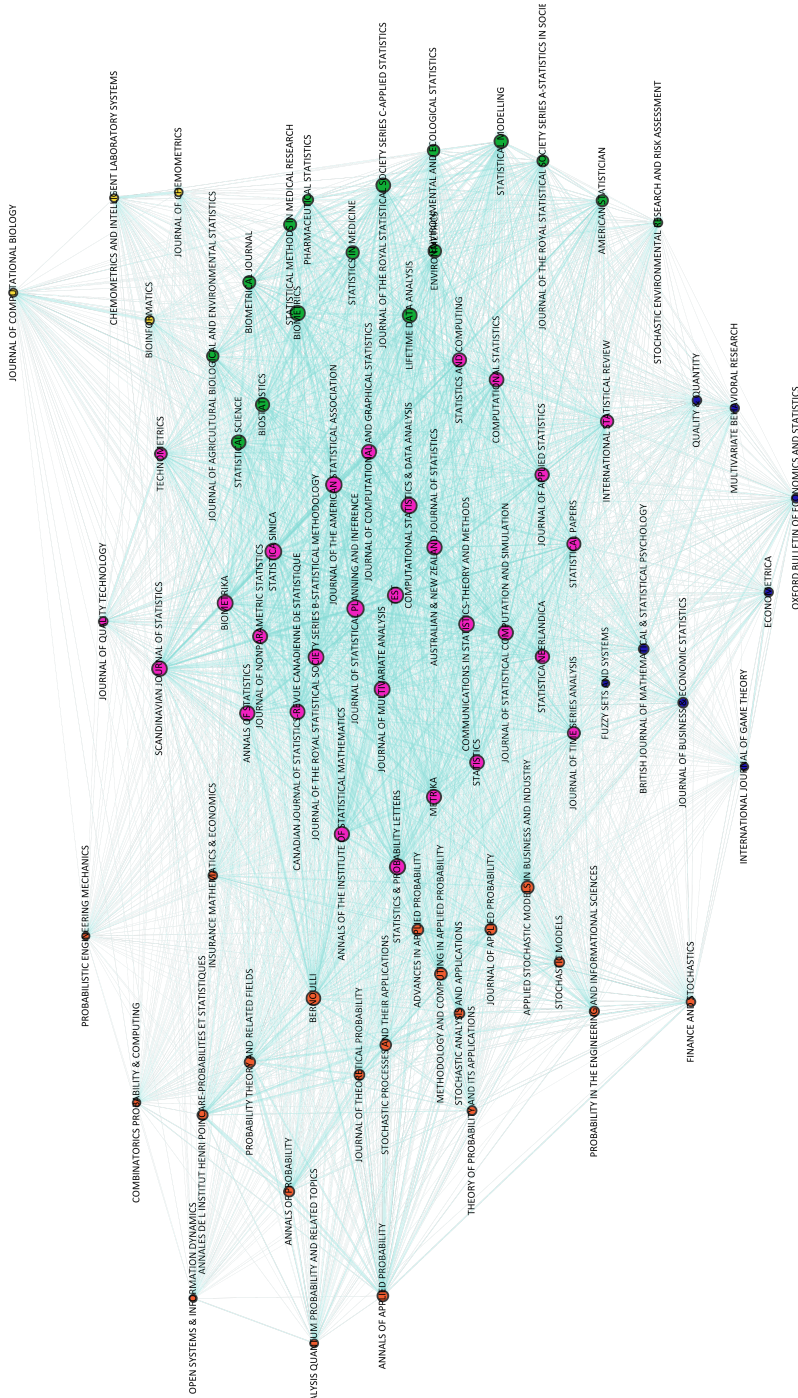 JOURNAL OF COMPUTATIONAL BIOLOGY
CHEMOMETRICS AND INTELLIGENT LABORATORY SYSTEMS
JOURNAL OF CHEMOMETRICS
BIOINFORMATICS
TECHNOMETRICS
JOURNAL OF QUALITY TECHNOLOGY
SCANDINAVIAN JOURNAL OF STATISTICS
PROBABILISTIC ENGINEERING MECHANICS
COMBINATORICS PROBABILITY & COMPUTING
OPEN SYSTEMS & INFORMATION DYNAMICS
ANNALES DE L INSTITUT HENRI POINCARE-PROBABILITES ET STATISTIQUES
INSURANCE MATHEMATICS & ECONOMICS
JOURNAL OF AGRICULTURAL BIOLOGICAL AND ENVIRONMENTAL STATISTICS
BIOMETRIKA
STATISTICAL SCIENCE
BIOMETRICAL JOURNAL
BIOSTATISTICS
STATISTICA SINICA
JOURNAL OF NONPARAMETRIC STATISTICS
ANNALS OF STATISTICS
PROBABILITY THEORY AND RELATED FIELDS
ANNALS OF PROBABILITY
STATISTICAL METHODS IN MEDICAL RESEARCH
BIOMETRICS
PHARMACEUTICAL STATISTICS
CANADIAN JOURNAL OF STATISTICS-REVUE CANADIENNE DE STATISTIQUE
JOURNAL OF THE ROYAL STATISTICAL SOCIETY SERIES B-STATISTICAL METHODOLOGY
BERNOULLI
ALYSIS QUANTUM PROBABILITY AND RELATED TOPICS
JOURNAL OF THE AMERICAN STATISTICAL ASSOCIATION
ANNALS OF THE INSTITUTE OF STATISTICAL MATHEMATICS
STATISTICS IN MEDICINE
JOURNAL OF STATISTICAL PLANNING AND INFERENCE
JOURNAL OF THEORETICAL PROBABILITY
JOURNAL OF COMPUTATIONAL AND GRAPHICAL STATISTICS
JOURNAL OF THE ROYAL STATISTICAL SOCIETY SERIES C-APPLIED STATISTICS
JOURNAL OF MULTIVARIATE ANALYSIS
STOCHASTIC PROCESSES AND THEIR APPLICATIONS
ANNALS OF APPLIED PROBABILITY
TEST
STATISTICS & PROBABILITY LETTERS
LIFETIME DATA ANALYSIS
COMPUTATIONAL STATISTICS & DATA ANALYSIS
ADVANCES IN APPLIED PROBABILITY
ENVIRONMENTAL AND ECOLOGICAL STATISTICS
ENVIRONMETRICS
AUSTRALIAN & NEW ZEALAND JOURNAL OF STATISTICS
METRIKA
METHODOLOGY AND COMPUTING IN APPLIED PROBABILITY
STATISTICS AND COMPUTING
STOCHASTIC ANALYSIS AND APPLICATIONS
COMMUNICATIONS IN STATISTICS-THEORY AND METHODS
STATISTICS
THEORY OF PROBABILITY AND ITS APPLICATIONS
STATISTICAL MODELLING
COMPUTATIONAL STATISTICS
JOURNAL OF STATISTICAL COMPUTATION AND SIMULATION
JOURNAL OF APPLIED PROBABILITY
JOURNAL OF THE ROYAL STATISTICAL SOCIETY SERIES A-STATISTICS IN SOCIE
JOURNAL OF APPLIED STATISTICS
STATISTICA NEERLANDICA
APPLIED STOCHASTIC MODELS IN BUSINESS AND INDUSTRY
STATISTICAL PAPERS
JOURNAL OF TIME SERIES ANALYSIS
STOCHASTIC MODELS
AMERICAN STATISTICIAN
INTERNATIONAL STATISTICAL REVIEW
FUZZY SETS AND SYSTEMS
PROBABILITY IN THE ENGINEERING AND INFORMATIONAL SCIENCES
STOCHASTIC ENVIRONMENTAL RESEARCH AND RISK ASSESSMENT
BRITISH JOURNAL OF MATHEMATICAL & STATISTICAL PSYCHOLOGY
JOURNAL OF BUSINESS & ECONOMIC STATISTICS
FINANCE AND STOCHASTICS
QUALITY & QUANTITY
MULTIVARIATE BEHAVIORAL RESEARCH
INTERNATIONAL JOURNAL OF GAME THEORY
ECONOMETRICA
OXFORD BULLETIN OF ECONOMICS AND STATISTICS